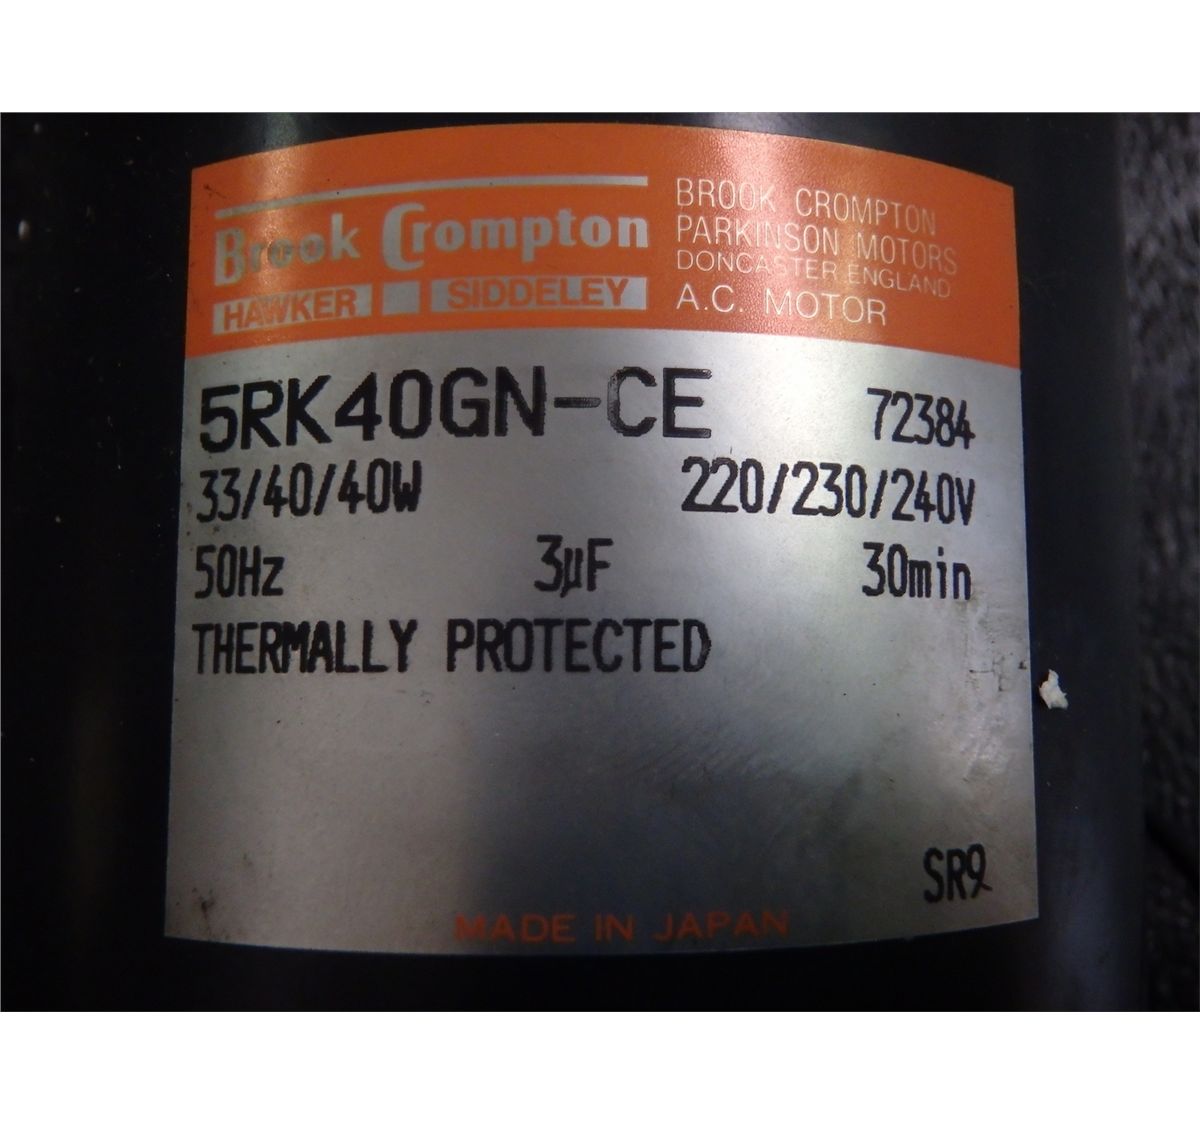 Brook Crompton
HAWKER SIDDELEY
BROOK CROMPTON
PARKINSON MOTORS
DONCASTER ENGLAND
A.C. MOTOR
5RK40GN-CE 72384
33/40/40W 220/230/240V
50Hz 3μF 30min
THERMALLY PROTECTED
SR9
MADE IN JAPAN